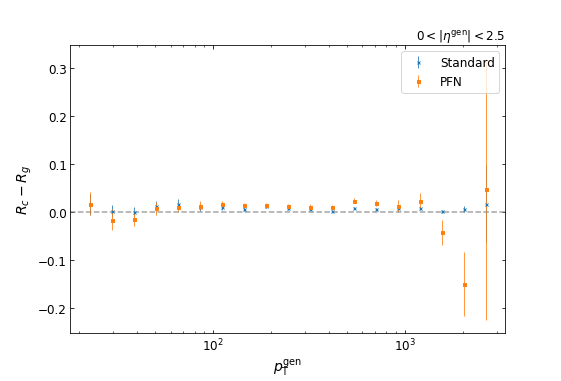 0 < |η^gen| < 2.5
Standard
PFN
R_c − R_g
0.3
0.2
0.1
0.0
−0.1
−0.2
10^2
10^3
p_T^gen